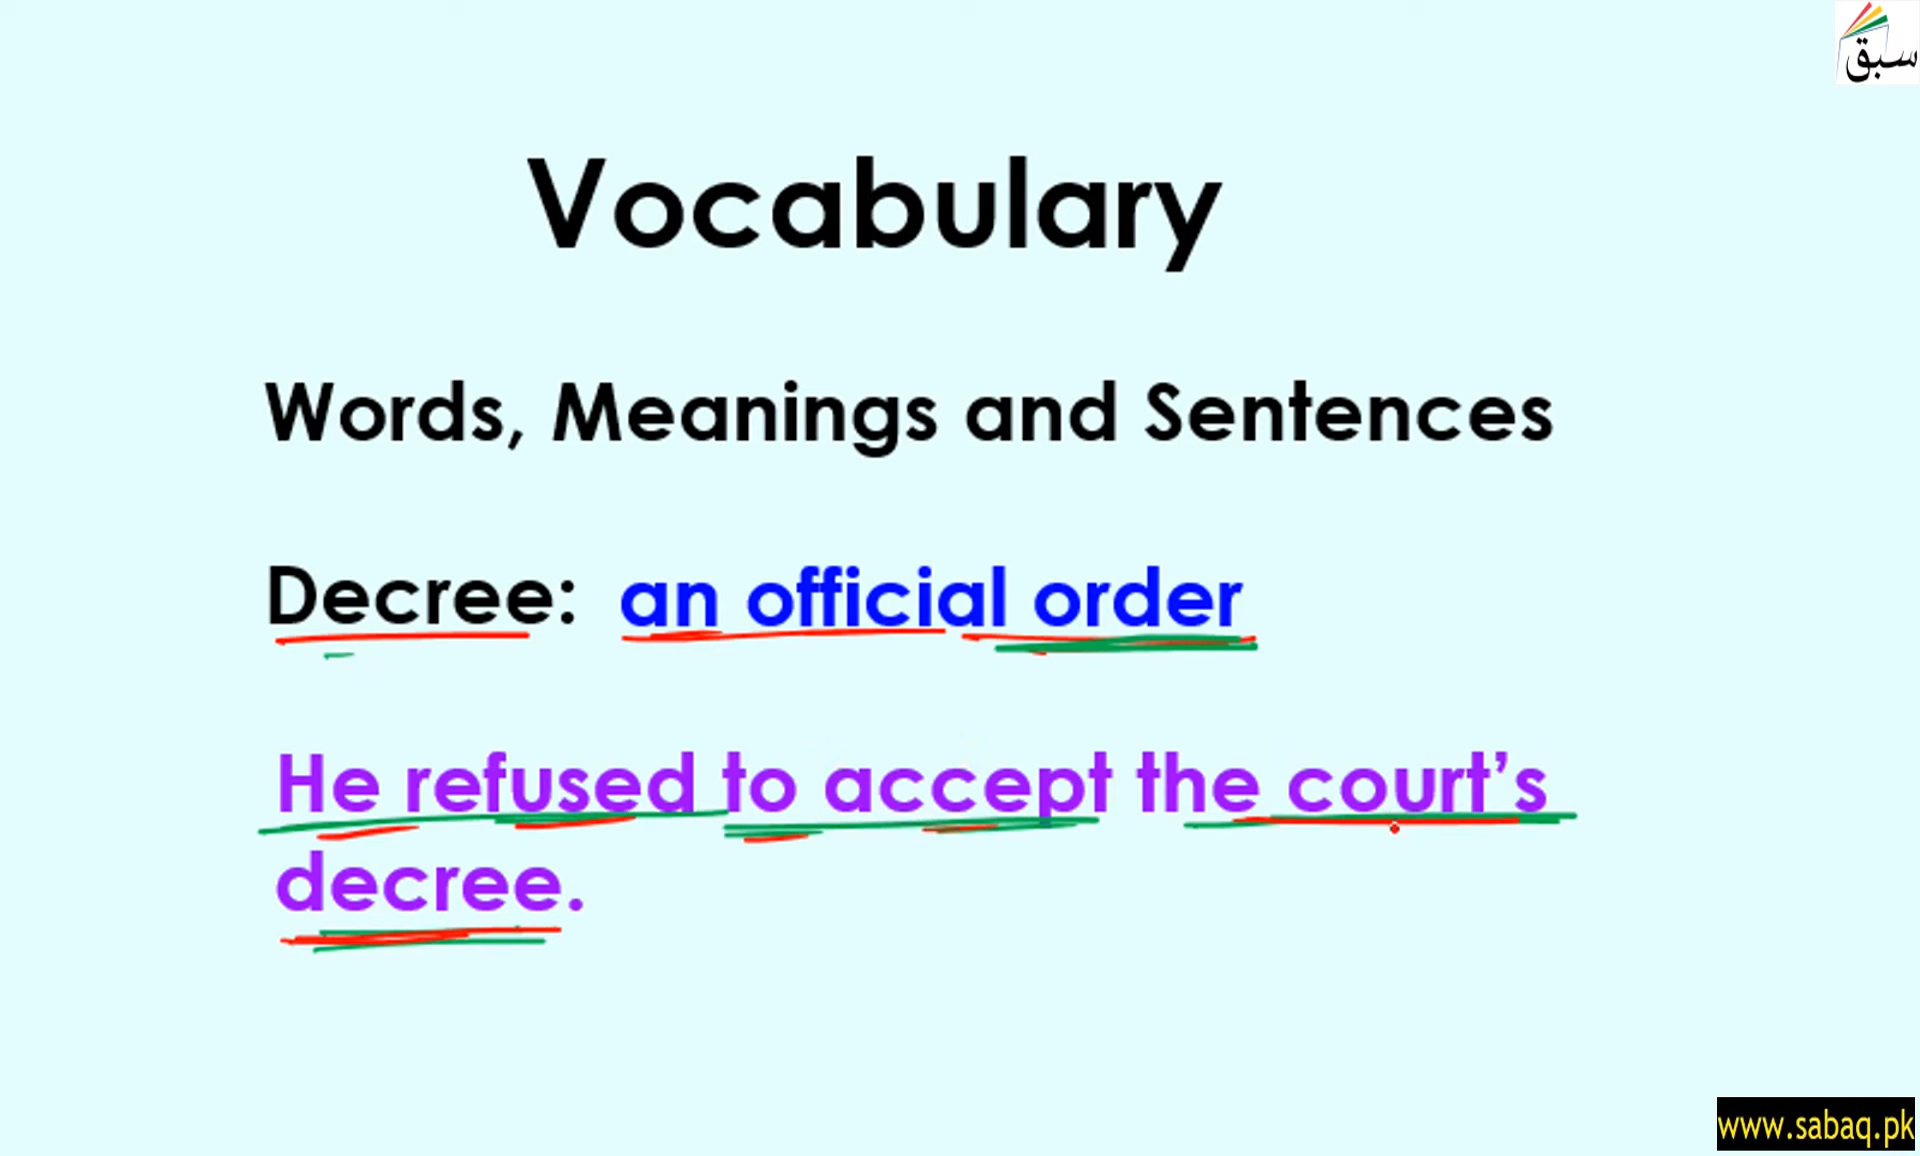 سبق
Vocabulary
Words, Meanings and Sentences
Decree: an official order
He refused to accept the court’s
decree.
www.sabaq.pk